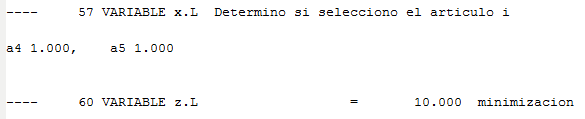 ---- 57 VARIABLE x.L Determino si selecciono el articulo i
a4 1.000, a5 1.000
---- 60 VARIABLE z.L = 10.000 minimizacion